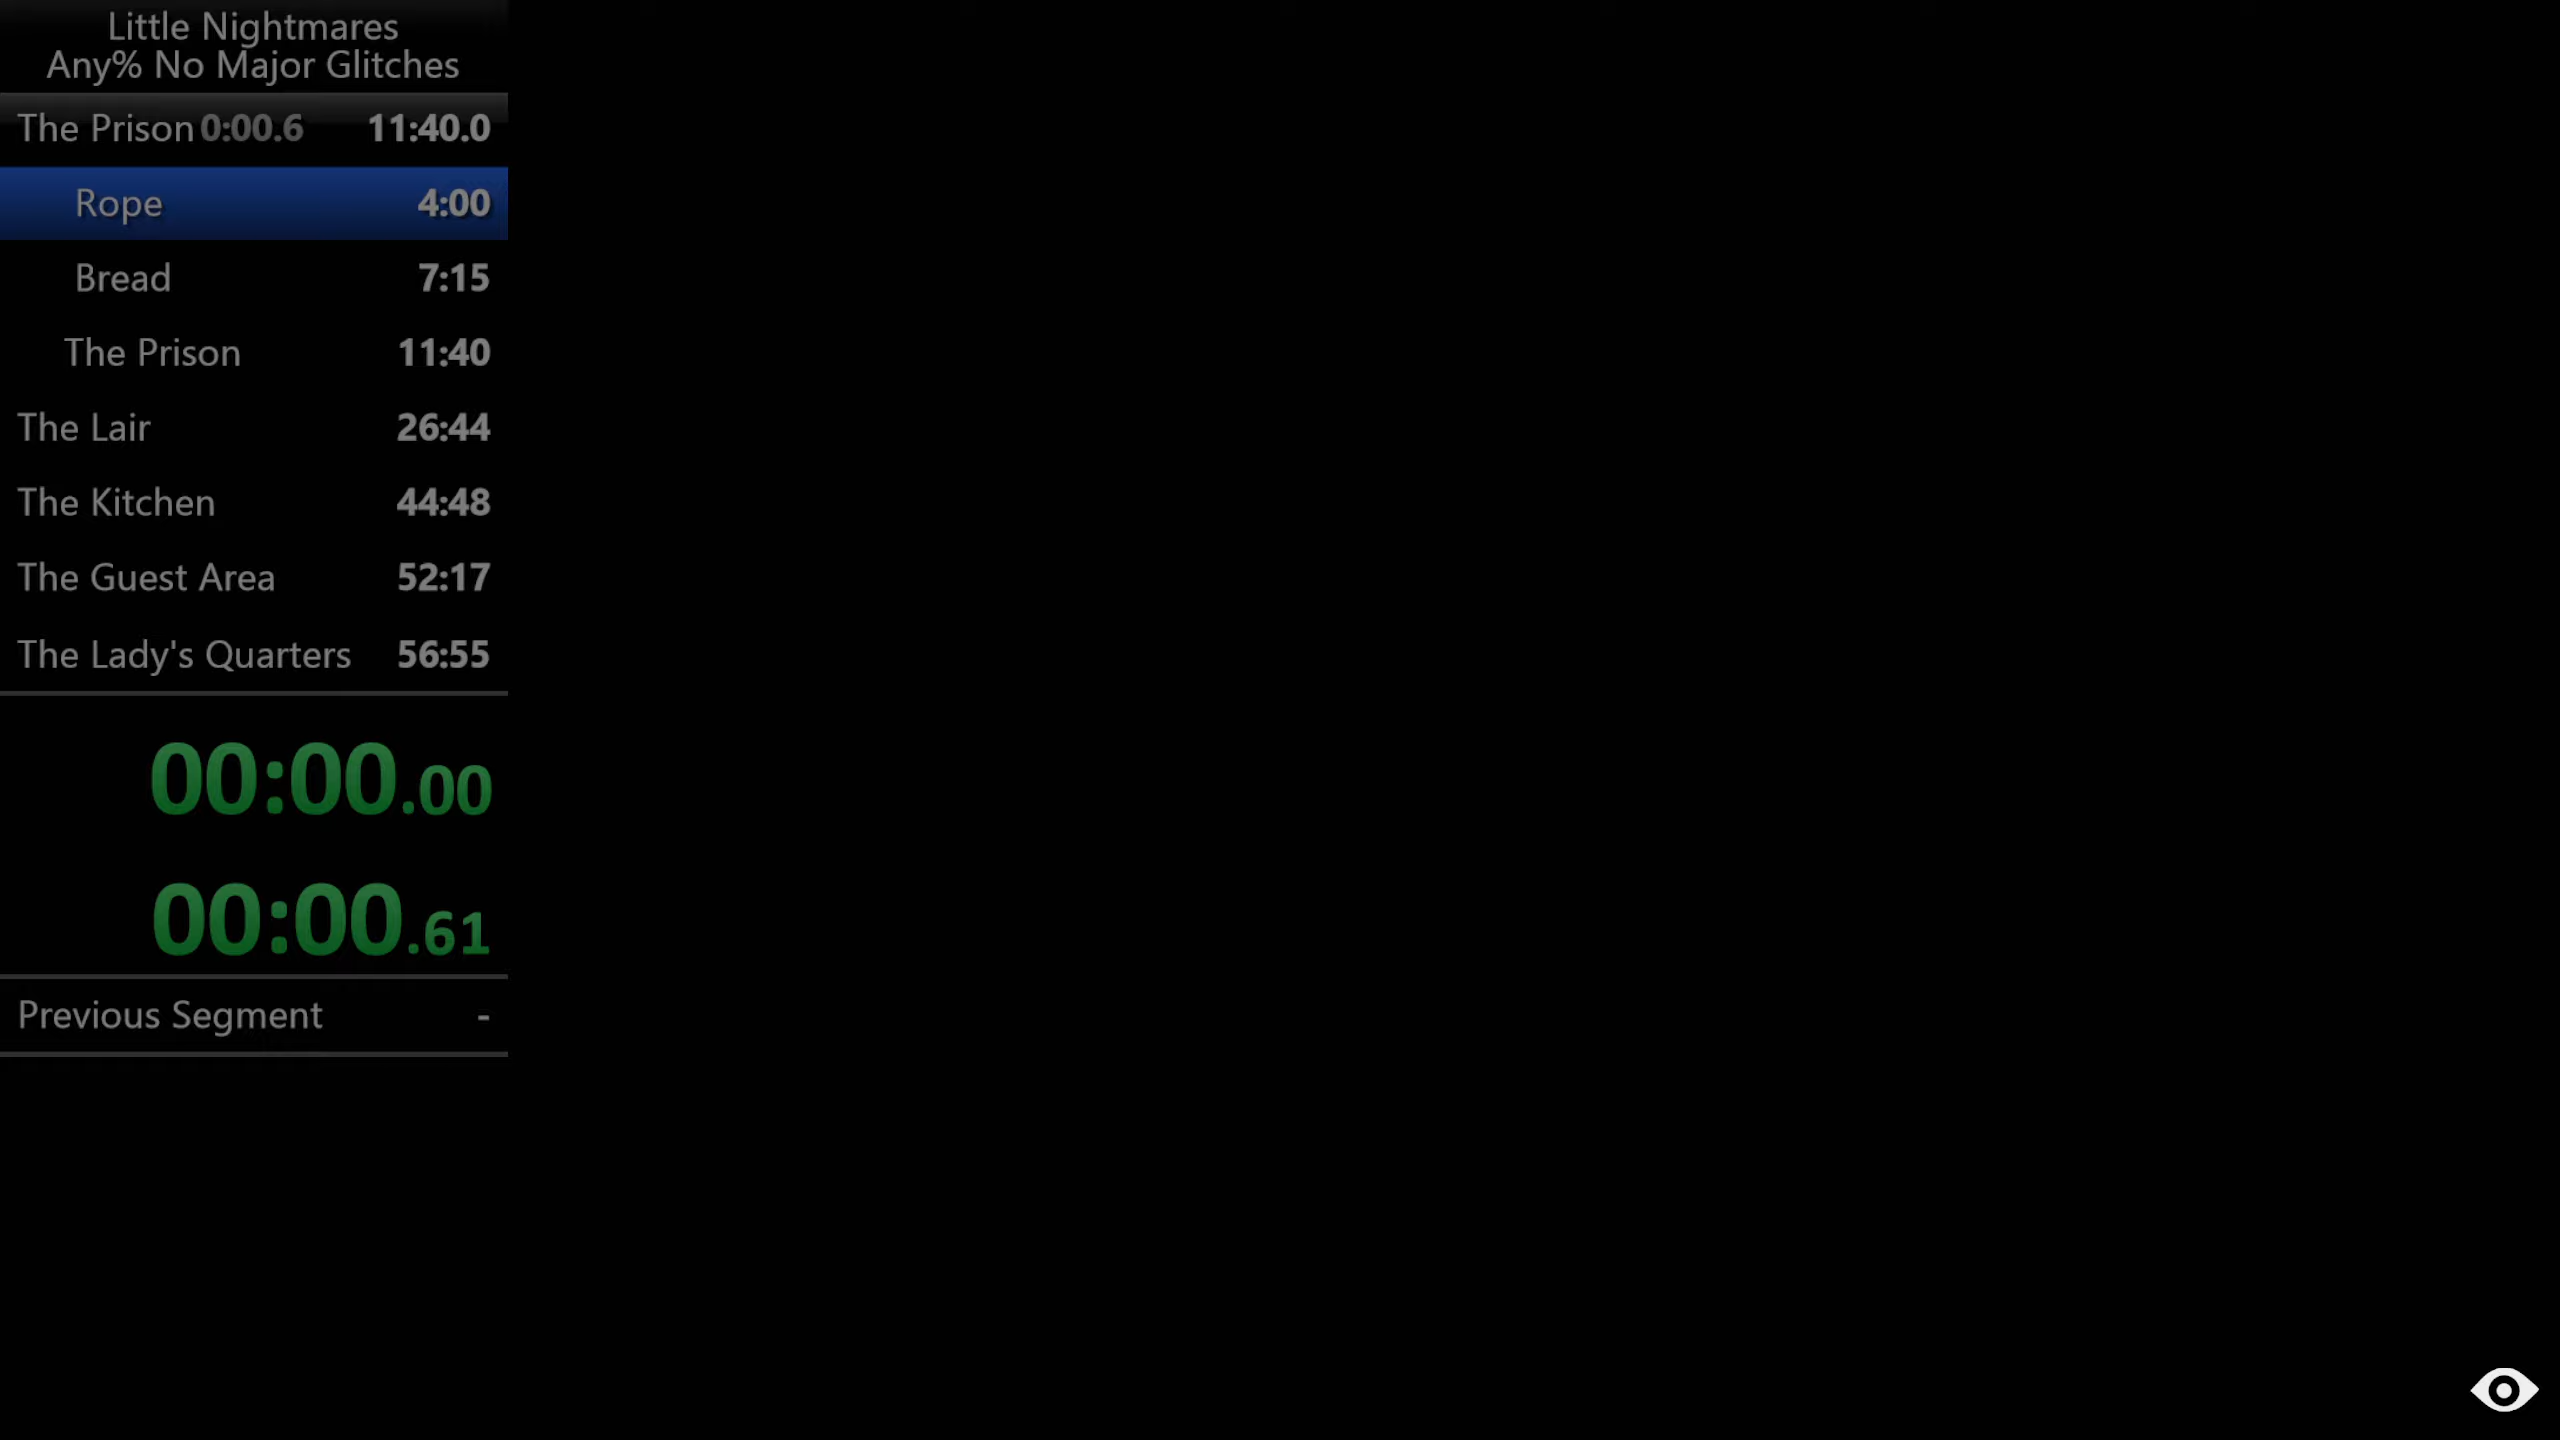 Little Nightmares
Any% No Major Glitches
The Prison 0:00.6 11:40.0
Rope 4:00
Bread 7:15
The Prison 11:40
The Lair 26:44
The Kitchen 44:48
The Guest Area 52:17
The Lady's Quarters 56:55
00:00.00
00:00.61
Previous Segment -